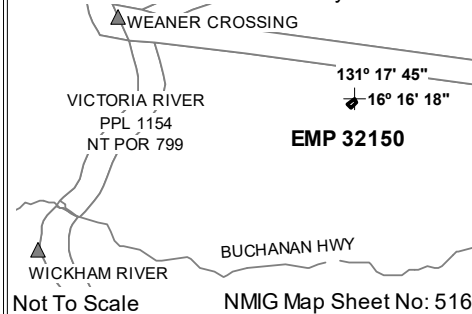 WEANER CROSSING
131º 17' 45"
16º 16' 18"
VICTORIA RIVER
PPL 1154
NT POR 799
EMP 32150
BUCHANAN HWY
WICKHAM RIVER
Not To Scale
NMIG Map Sheet No: 516